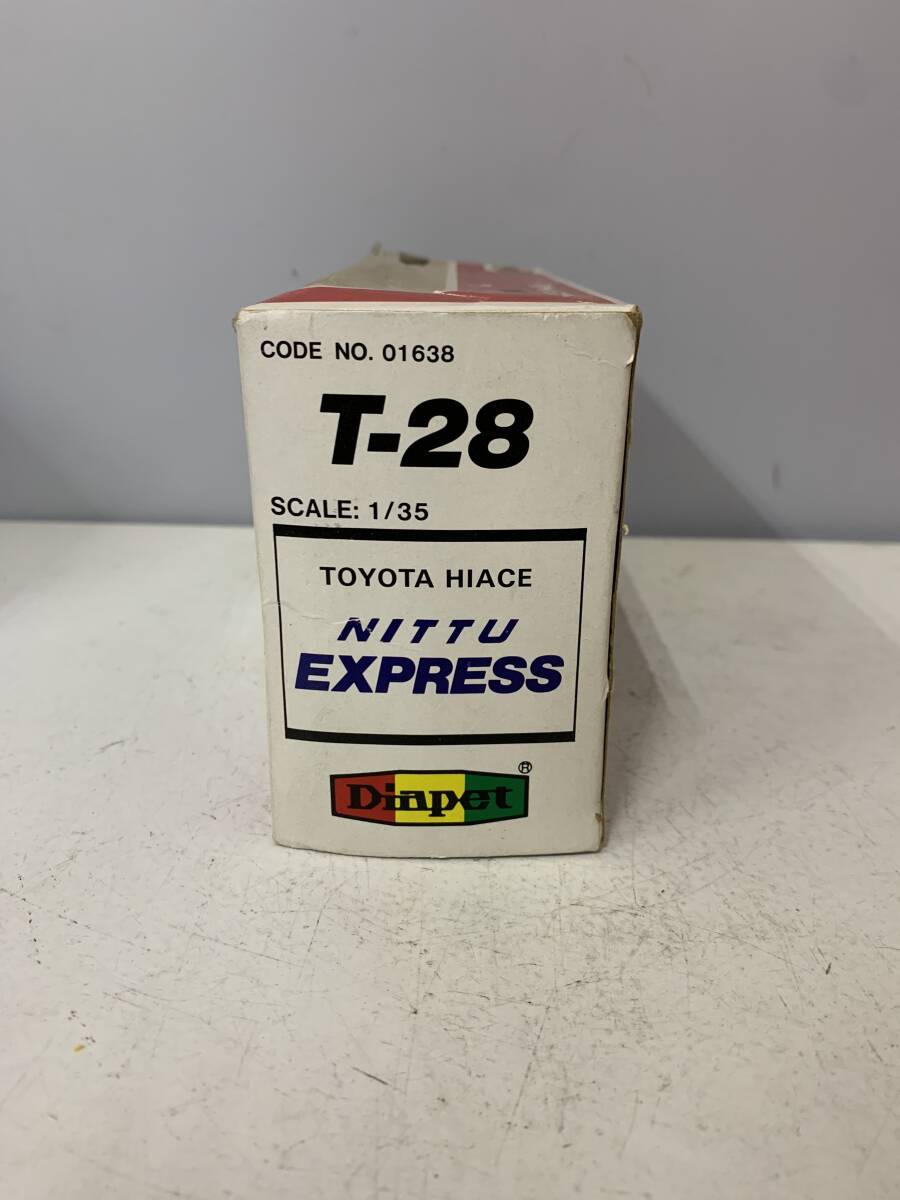 CODE NO. 01638
T-28
SCALE: 1/35
TOYOTA HIACE
NITTU
EXPRESS
Diapet ®